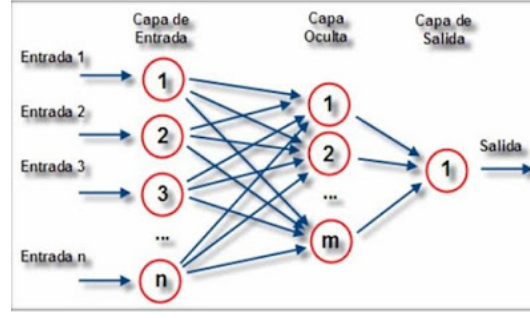 Capa de
Entrada
Capa
Oculta
Capa de
Salida
Entrada 1
1
Entrada 2
2
Entrada 3
3
...
Entrada n
n
1
2
...
m
1
Salida